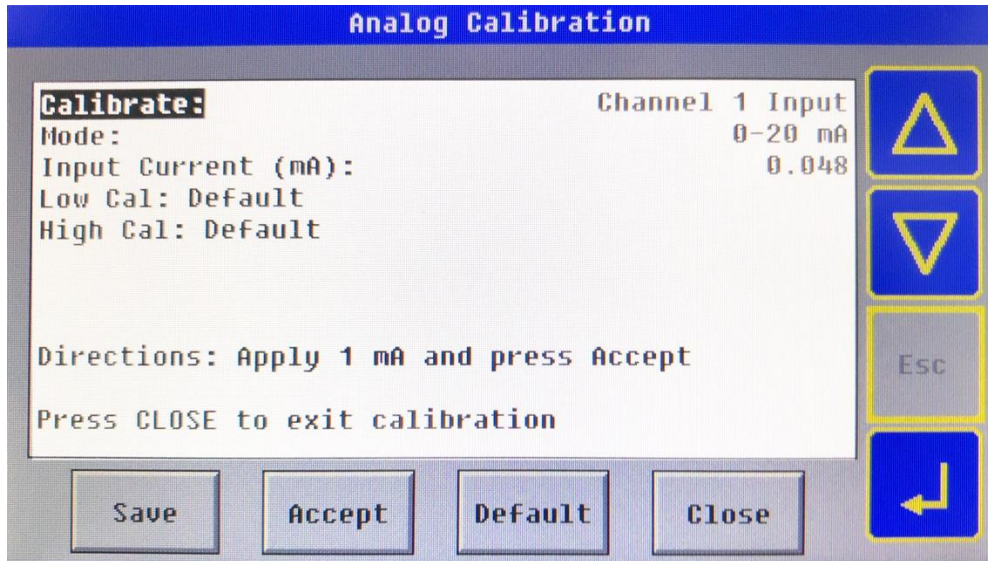 Analog Calibration
Calibrate: Channel 1 Input
Mode: 0-20 mA
Input Current (mA): 0.048
Low Cal: Default
High Cal: Default
Directions: Apply 1 mA and press Accept
Press CLOSE to exit calibration
Esc
Save Accept Default Close